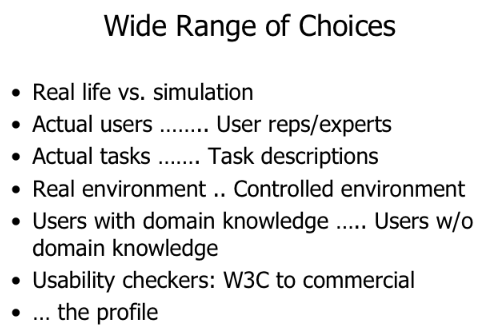 Wide Range of Choices
• Real life vs. simulation
• Actual users …….. User reps/experts
• Actual tasks ……. Task descriptions
• Real environment .. Controlled environment
• Users with domain knowledge ….. Users w/o
domain knowledge
• Usability checkers: W3C to commercial
• … the profile